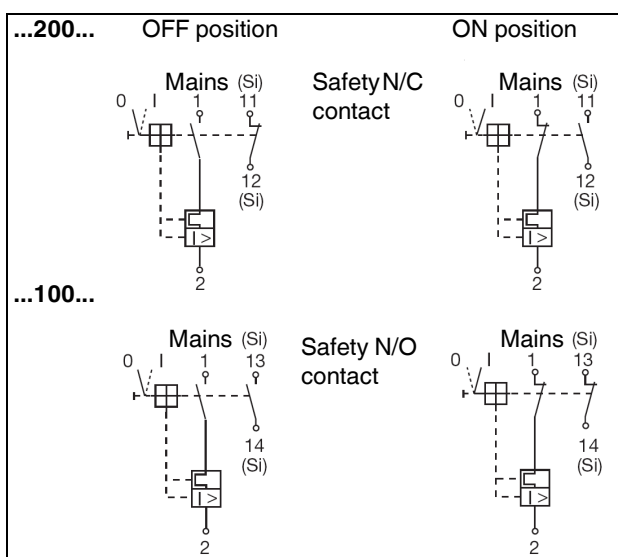 ...200... OFF position ON position
Mains (Si) Safety N/C Mains (Si)
0 I 1 11 contact 0 I 1 11
12 12
(Si) (Si)
I > I >
2 2
...100...
Mains (Si) Safety N/O Mains (Si)
0 I 1 13 contact 0 I 1 13
14 14
(Si) (Si)
I > I >
2 2